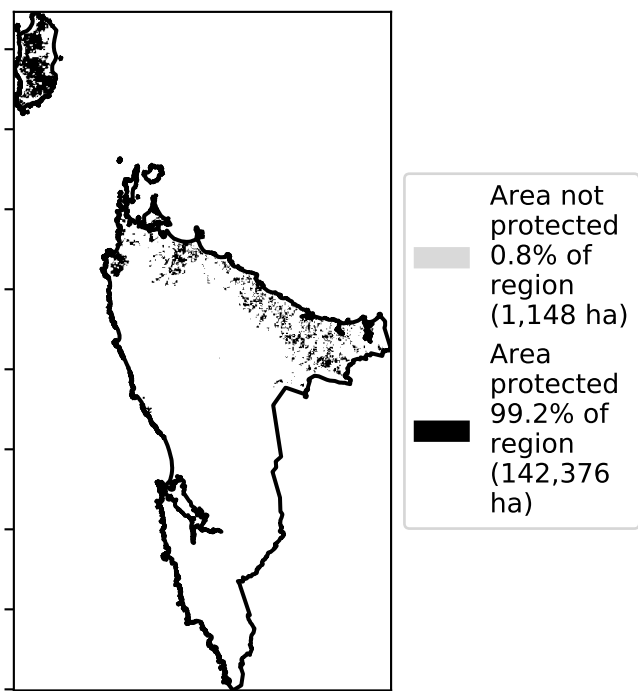 Area not
protected
0.8% of
region
(1,148 ha)
Area
protected
99.2% of
region
(142,376
ha)